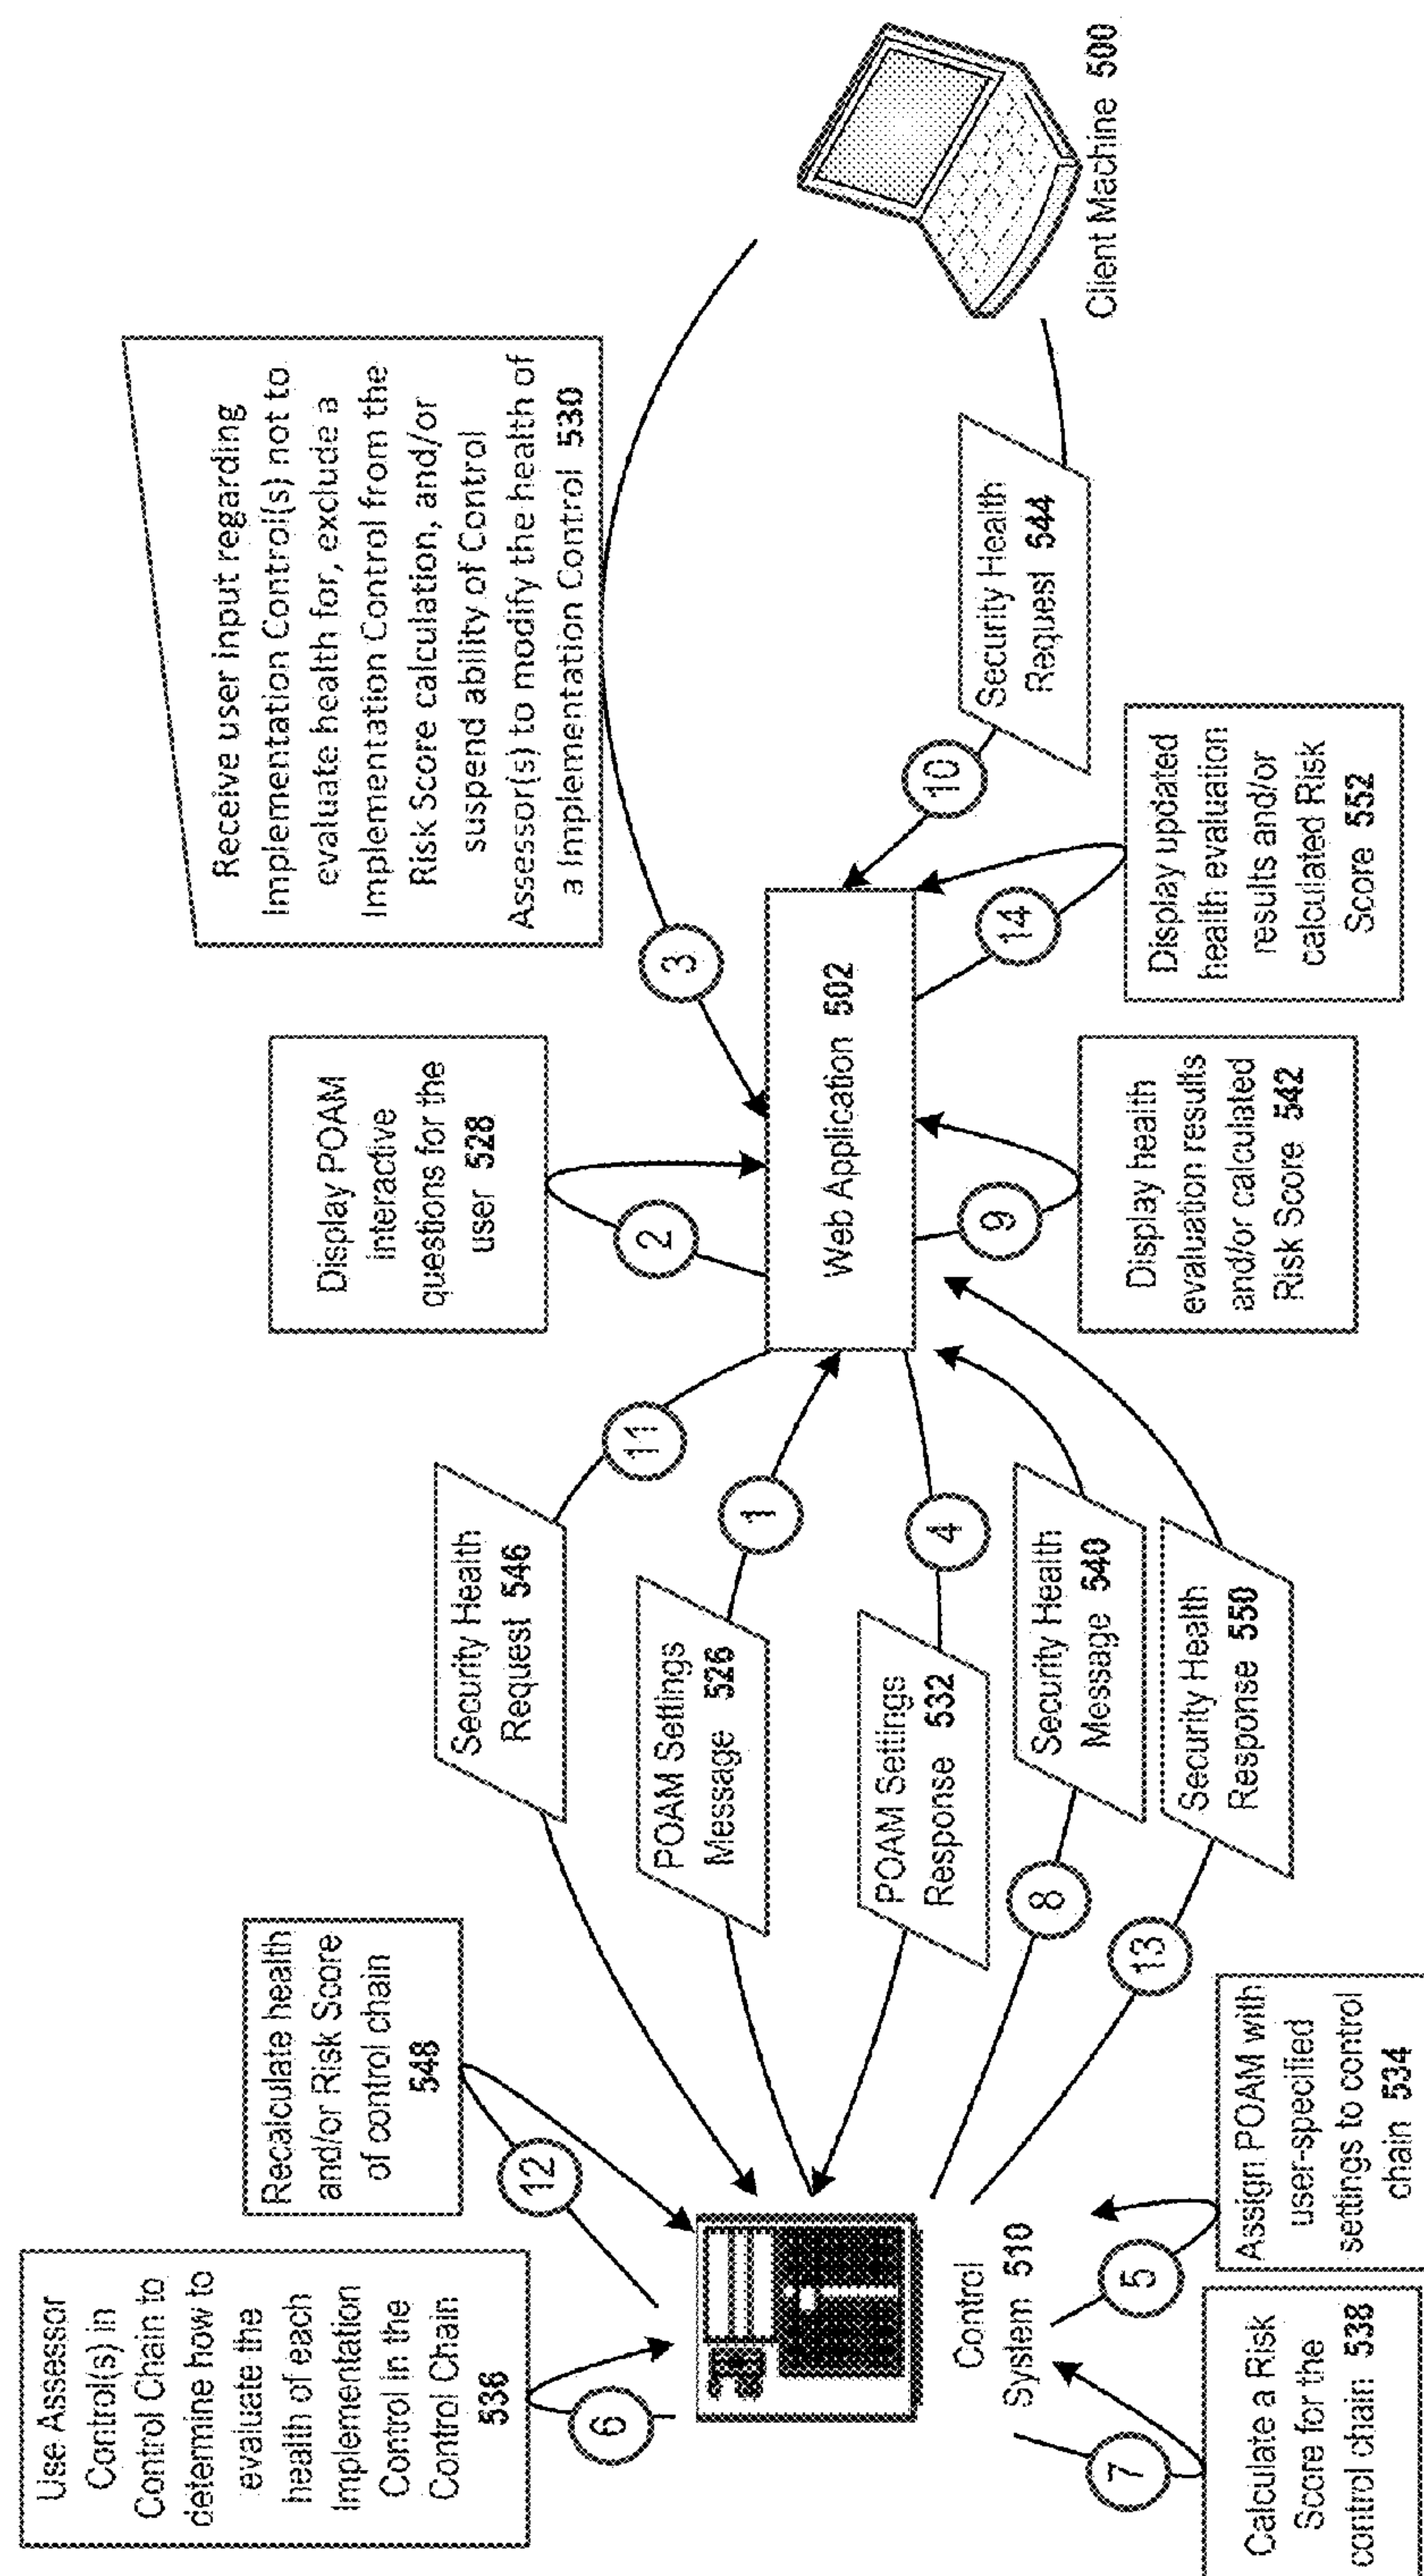 Use Assessor
Control(s) in
Control Chain to
determine how to
evaluate the
health of each
Implementation
Control in the
Control Chain
536
6
Recalculate health
and/or Risk Score
of control chain
548
12
Control
System 510
7
Calculate a Risk
Score for the
control chain 538
5
Assign POAM with
user-specified
settings to control
chain 534
Security Health
Request 546
11
POAM Settings
Message 526
1
POAM Settings
Response 532
4
Security Health
Message 540
8
Security Health
Response 550
13
Display POAM
interactive
questions for the
user 528
2
Web Application 502
9
Display health
evaluation results
and/or calculated
Risk Score 542
Receive user input regarding
Implementation Control(s) not to
evaluate health for, exclude a
Implementation Control from the
Risk Score calculation, and/or
suspend ability of Control
Assessor(s) to modify the health of
a Implementation Control 530
3
10
Security Health
Request 544
14
Display updated
health evaluation
results and/or
calculated Risk
Score 552
Client Machine 500